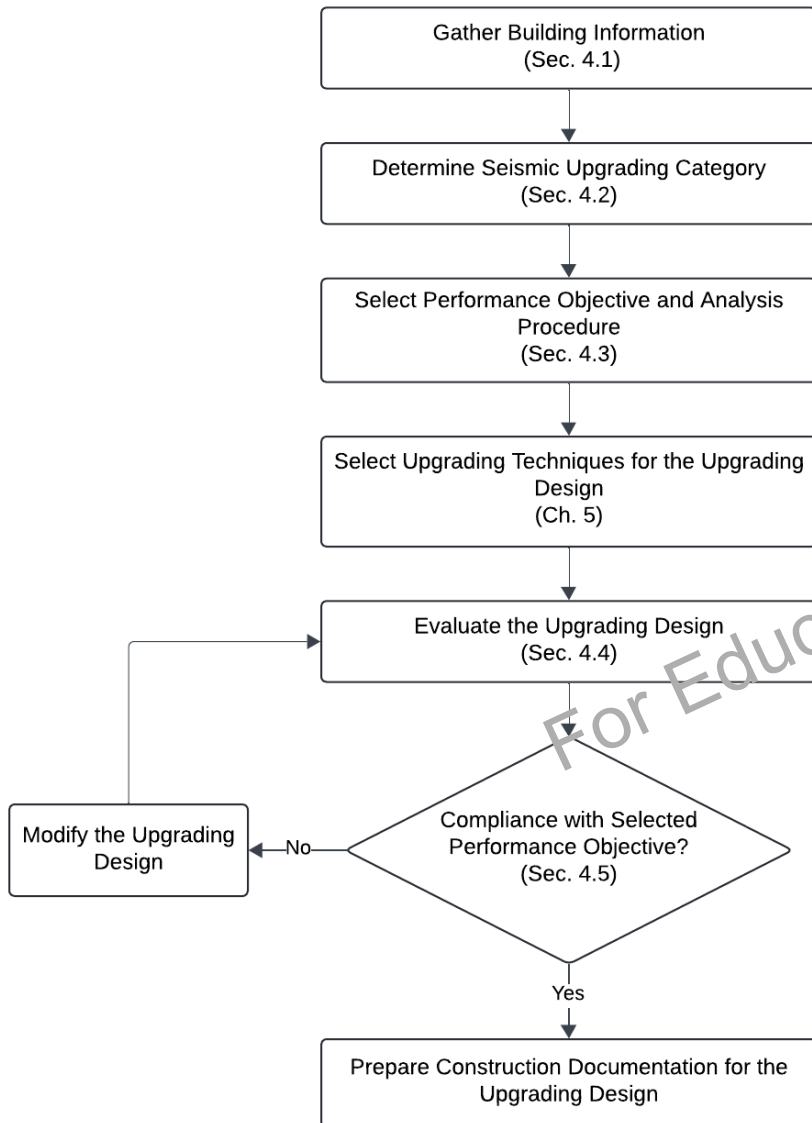 Gather Building Information
(Sec. 4.1)
Determine Seismic Upgrading Category
(Sec. 4.2)
Select Performance Objective and Analysis
Procedure
(Sec. 4.3)
Select Upgrading Techniques for the Upgrading
Design
(Ch. 5)
Evaluate the Upgrading Design
(Sec. 4.4)
For Educ
Compliance with Selected
Performance Objective?
(Sec. 4.5)
No
Modify the Upgrading
Design
Yes
Prepare Construction Documentation for the
Upgrading Design